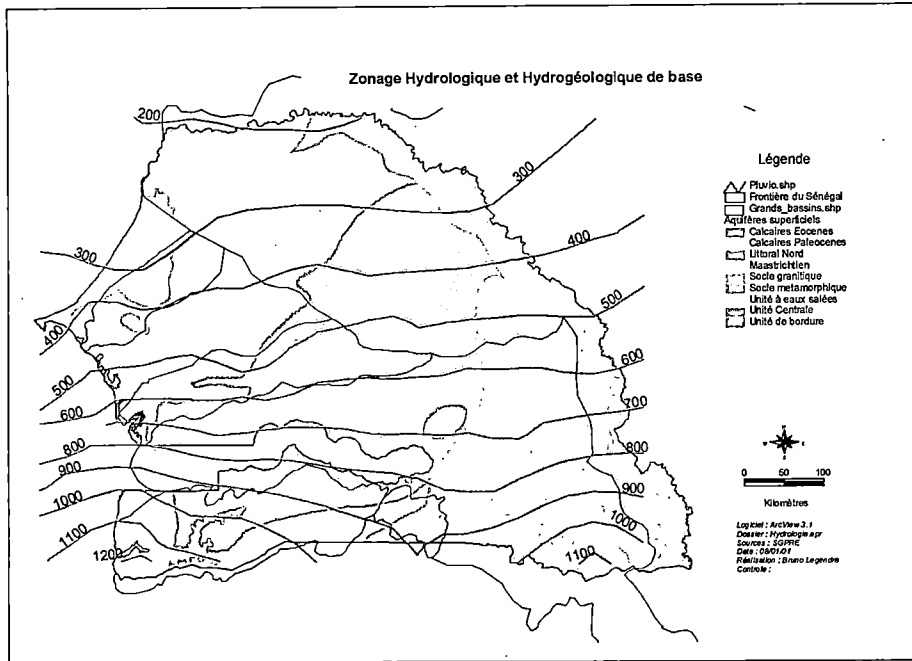 Zonage Hydrologique et Hydrogéologique de base
200
300
400
500
600
700
800
900
1000
1100
300
400
500
600
800
900
1000
1100
1200
Légende
Pluvio.shp
Frontière du Sénégal
Grands_bassins.shp
Aquifères superficiels
Calcaires Eocenes
Calcaires Paleocenes
Littoral Nord
Maastrichtien
Socle granitique
Socle metamorphique
Unité à eaux salées
Unité Centrale
Unité de bordure
0 50 100
Kilomètres
Logiciel : ArcView 3.1
Dossier : Hydrologie.apr
Sources : SGPRE
Date : 08/01/01
Réalisation : Bruno Legendre
Controle :